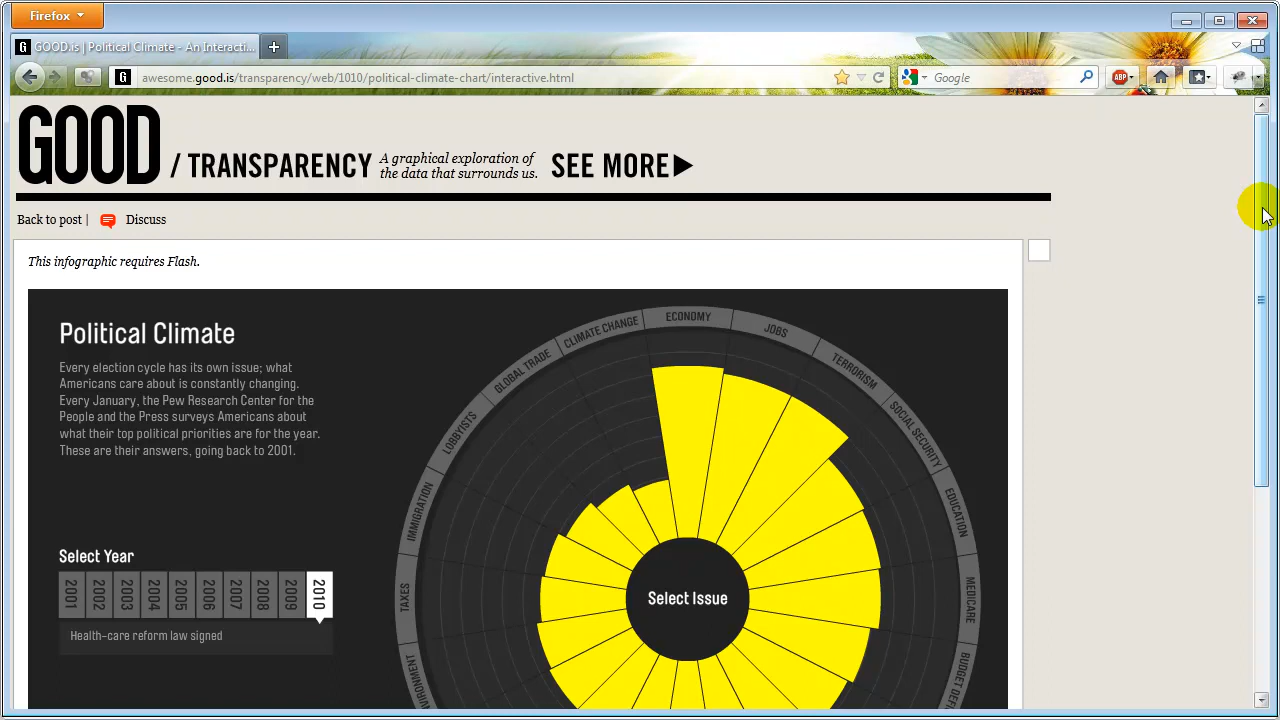 Firefox
GOOD.is | Political Climate - An Interacti...
awesome.good.is/transparency/web/1010/political-climate-chart/interactive.html
Google
ABP
GOOD / TRANSPARENCY A graphical exploration of the data that surrounds us. SEE MORE
Back to post | Discuss
This infographic requires Flash.
Political Climate
Every election cycle has its own issue; what
Americans care about is constantly changing.
Every January, the Pew Research Center for the
People and the Press surveys Americans about
what their top political priorities are for the year.
These are their answers, going back to 2001.
Select Year
2001 2002 2003 2004 2005 2006 2007 2008 2009 2010
Health-care reform law signed
ECONOMY
JOBS
TERRORISM
SOCIAL SECURITY
EDUCATION
MEDICARE
BUDGET DEFI
TAXES
IMMIGRATION
LOBBYISTS
GLOBAL TRADE
CLIMATE CHANGE
VIRONMENT
Select Issue